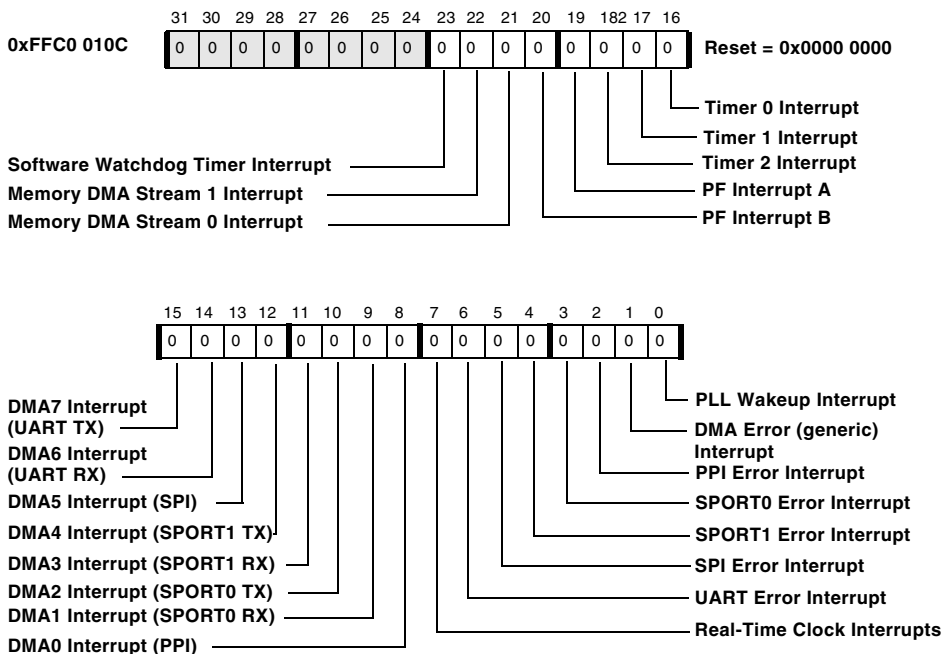 31 30 29 28 27 26 25 24 23 22 21 20 19 182 17 16
0xFFC0 010C 0 0 0 0 0 0 0 0 0 0 0 0 0 0 0 0 Reset = 0x0000 0000
Timer 0 Interrupt
Timer 1 Interrupt
Software Watchdog Timer Interrupt Timer 2 Interrupt
Memory DMA Stream 1 Interrupt PF Interrupt A
Memory DMA Stream 0 Interrupt PF Interrupt B
15 14 13 12 11 10 9 8 7 6 5 4 3 2 1 0
0 0 0 0 0 0 0 0 0 0 0 0 0 0 0 0
DMA7 Interrupt
(UART TX)
DMA6 Interrupt
(UART RX)
DMA5 Interrupt (SPI)
DMA4 Interrupt (SPORT1 TX)
DMA3 Interrupt (SPORT1 RX)
DMA2 Interrupt (SPORT0 TX)
DMA1 Interrupt (SPORT0 RX)
DMA0 Interrupt (PPI)
PLL Wakeup Interrupt
DMA Error (generic)
Interrupt
PPI Error Interrupt
SPORT0 Error Interrupt
SPORT1 Error Interrupt
SPI Error Interrupt
UART Error Interrupt
Real-Time Clock Interrupts